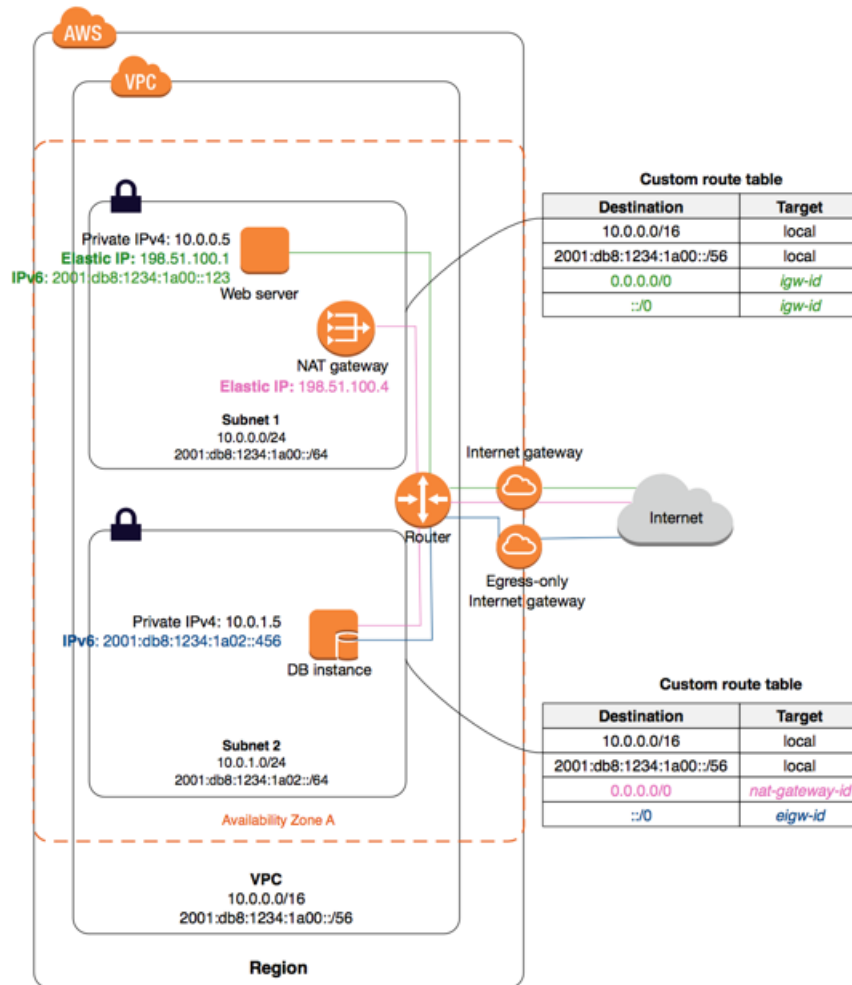 AWS
VPC
Private IPv4: 10.0.0.5
Elastic IP: 198.51.100.1
IPv6: 2001:db8:1234:1a00::123
Web server
NAT gateway
Elastic IP: 198.51.100.4
Subnet 1
10.0.0.0/24
2001:db8:1234:1a00::/64
Custom route table
Destination Target
10.0.0.0/16 local
2001:db8:1234:1a00::/56 local
0.0.0.0/0 igw-id
::/0 igw-id
Internet gateway
Internet
Router
Egress-only
Internet gateway
Private IPv4: 10.0.1.5
IPv6: 2001:db8:1234:1a02::456
DB instance
Subnet 2
10.0.1.0/24
2001:db8:1234:1a02::/64
Custom route table
Destination Target
10.0.0.0/16 local
2001:db8:1234:1a00::/56 local
0.0.0.0/0 nat-gateway-id
::/0 eigw-id
Availability Zone A
VPC
10.0.0.0/16
2001:db8:1234:1a00::/56
Region